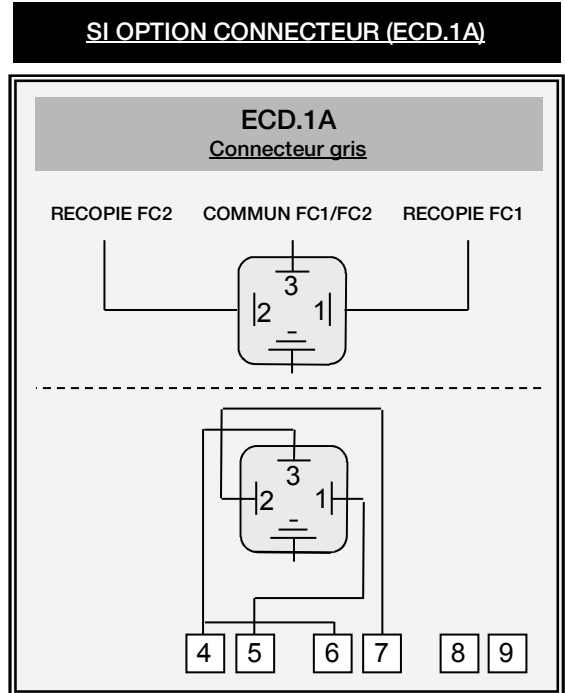 SI OPTION CONNECTEUR (ECD.1A)
ECD.1A
Connecteur gris
RECOPIE FC2 COMMUN FC1/FC2 RECOPIE FC1
3
2 1
3
2 1
4 5 6 7 8 9